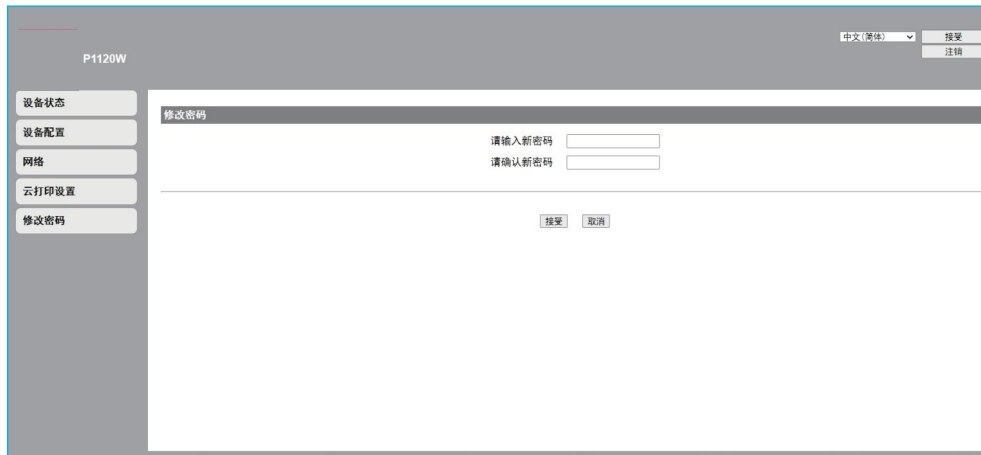 中文(简体)
接受
注销
P1120W
设备状态
设备配置
网络
云打印设置
修改密码
修改密码
请输入新密码
请确认新密码
接受 取消